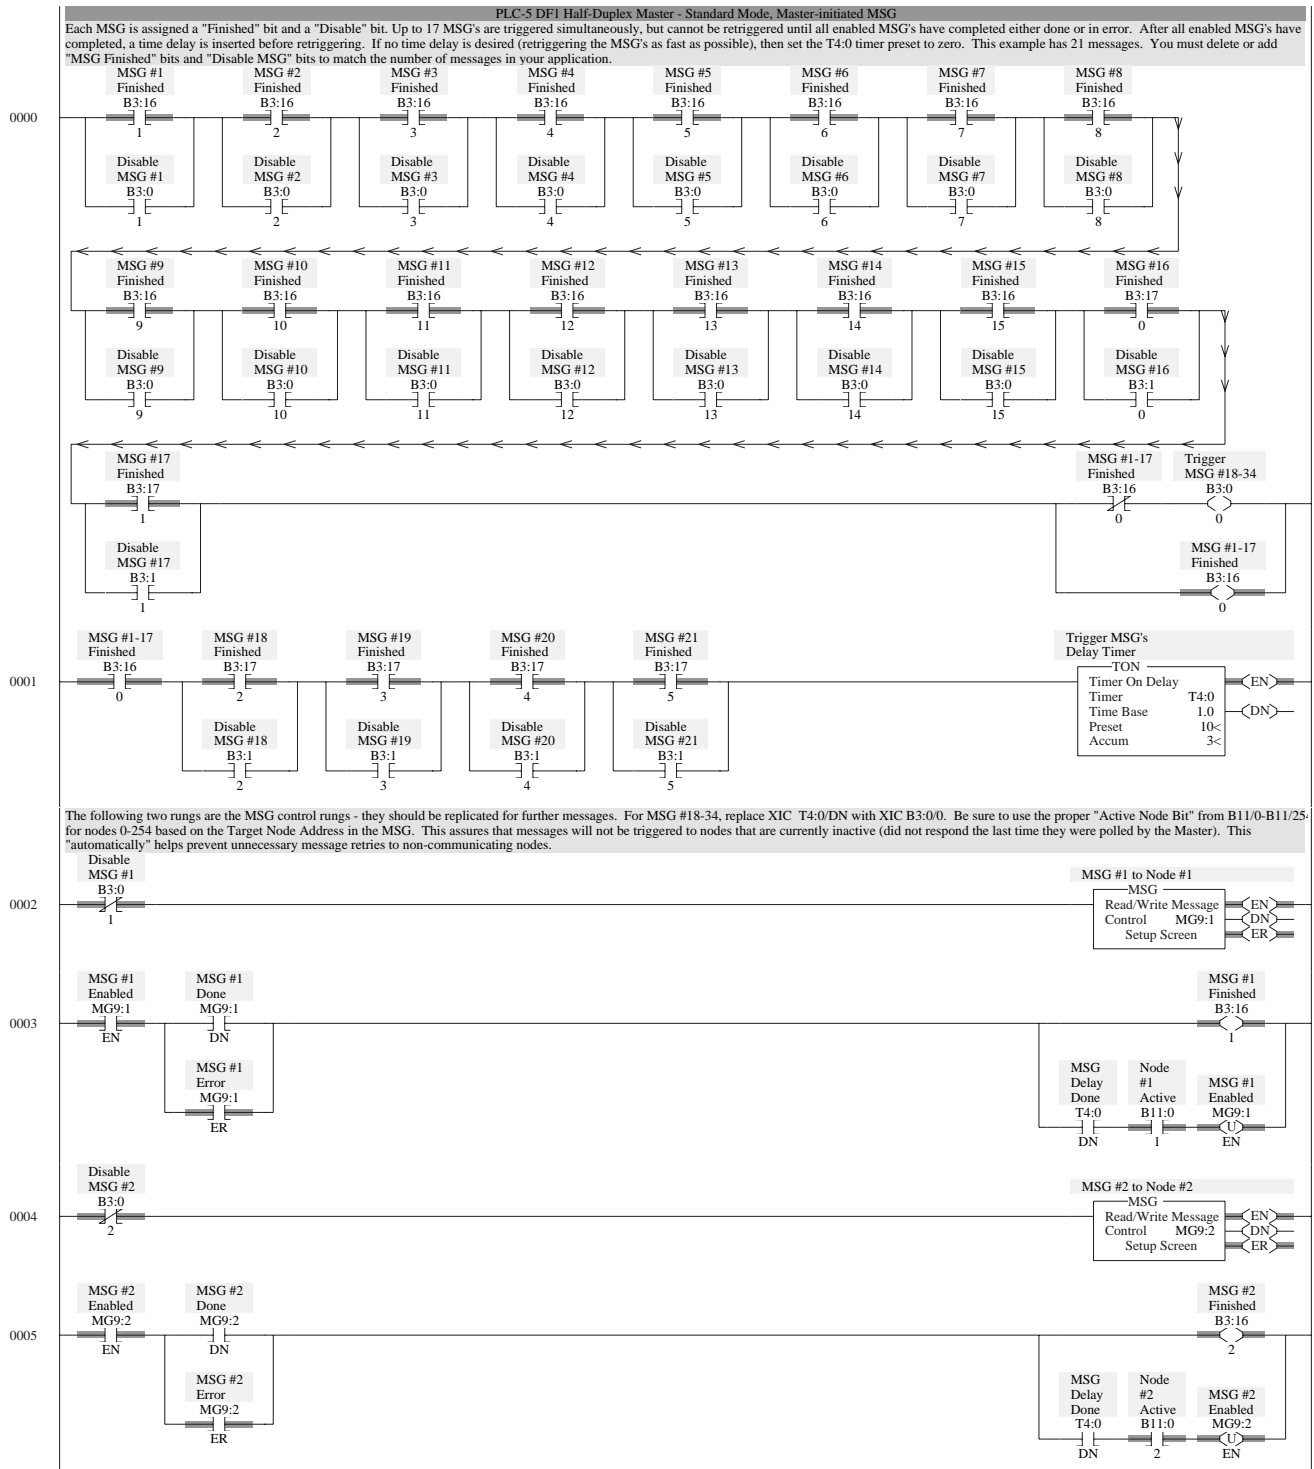 PLC-5 DF1 Half-Duplex Master - Standard Mode, Master-initiated MSG
Each MSG is assigned a "Finished" bit and a "Disable" bit. Up to 17 MSG's are triggered simultaneously, but cannot be retriggered until all enabled MSG's have completed either done or in error.  After all enabled MSG's have
completed, a time delay is inserted before retriggering.  If no time delay is desired (retriggering the MSG's as fast as possible), then set the T4:0 timer preset to zero.  This example has 21 messages.  You must delete or add
"MSG Finished" bits and "Disable MSG" bits to match the number of messages in your application.
MSG #1 MSG #2 MSG #3 MSG #4 MSG #5 MSG #6 MSG #7 MSG #8
Finished Finished Finished Finished Finished Finished Finished Finished
B3:16 B3:16 B3:16 B3:16 B3:16 B3:16 B3:16 B3:16
0000
1 2 3 4 5 6 7 8
Disable Disable Disable Disable Disable Disable Disable Disable
MSG #1 MSG #2 MSG #3 MSG #4 MSG #5 MSG #6 MSG #7 MSG #8
B3:0 B3:0 B3:0 B3:0 B3:0 B3:0 B3:0 B3:0
1 2 3 4 5 6 7 8
MSG #9 MSG #10 MSG #11 MSG #12 MSG #13 MSG #14 MSG #15 MSG #16
Finished Finished Finished Finished Finished Finished Finished Finished
B3:16 B3:16 B3:16 B3:16 B3:16 B3:16 B3:16 B3:17
9 10 11 12 13 14 15 0
Disable Disable Disable Disable Disable Disable Disable Disable
MSG #9 MSG #10 MSG #11 MSG #12 MSG #13 MSG #14 MSG #15 MSG #16
B3:0 B3:0 B3:0 B3:0 B3:0 B3:0 B3:0 B3:1
9 10 11 12 13 14 15 0
MSG #17 MSG #1-17 Trigger
Finished Finished MSG #18-34
B3:17 B3:16 B3:0
1 0 0
Disable MSG #1-17
MSG #17 Finished
B3:1 B3:16
1 0
MSG #1-17 MSG #18 MSG #19 MSG #20 MSG #21 Trigger MSG's
Finished Finished Finished Finished Finished Delay Timer
B3:16 B3:17 B3:17 B3:17 B3:17 TON
0001 Timer On Delay EN
0 2 3 4 5 Timer T4:0
Time Base 1.0 DN
Disable Disable Disable Disable Preset 10<
MSG #18 MSG #19 MSG #20 MSG #21 Accum 3<
B3:1 B3:1 B3:1 B3:1
2 3 4 5
The following two rungs are the MSG control rungs - they should be replicated for further messages.  For MSG #18-34, replace XIC  T4:0/DN with XIC B3:0/0.  Be sure to use the proper "Active Node Bit" from B11/0-B11/25
for nodes 0-254 based on the Target Node Address in the MSG.  This assures that messages will not be triggered to nodes that are currently inactive (did not respond the last time they were polled by the Master).  This
"automatically" helps prevent unnecessary message retries to non-communicating nodes.
Disable
MSG #1 MSG #1 to Node #1
B3:0 MSG
0002 Read/Write Message EN
1 Control MG9:1 DN
Setup Screen ER
MSG #1 MSG #1 MSG #1
Enabled Done Finished
MG9:1 MG9:1 B3:16
0003
EN DN 1
MSG #1 MSG Node
Error Delay #1 MSG #1
MG9:1 Done Active Enabled
T4:0 B11:0 MG9:1
ER U
DN 1 EN
Disable
MSG #2 MSG #2 to Node #2
B3:0 MSG
0004 Read/Write Message EN
2 Control MG9:2 DN
Setup Screen ER
MSG #2 MSG #2 MSG #2
Enabled Done Finished
MG9:2 MG9:2 B3:16
0005
EN DN 2
MSG #2 MSG Node
Error Delay #2 MSG #2
MG9:2 Done Active Enabled
T4:0 B11:0 MG9:2
ER U
DN 2 EN